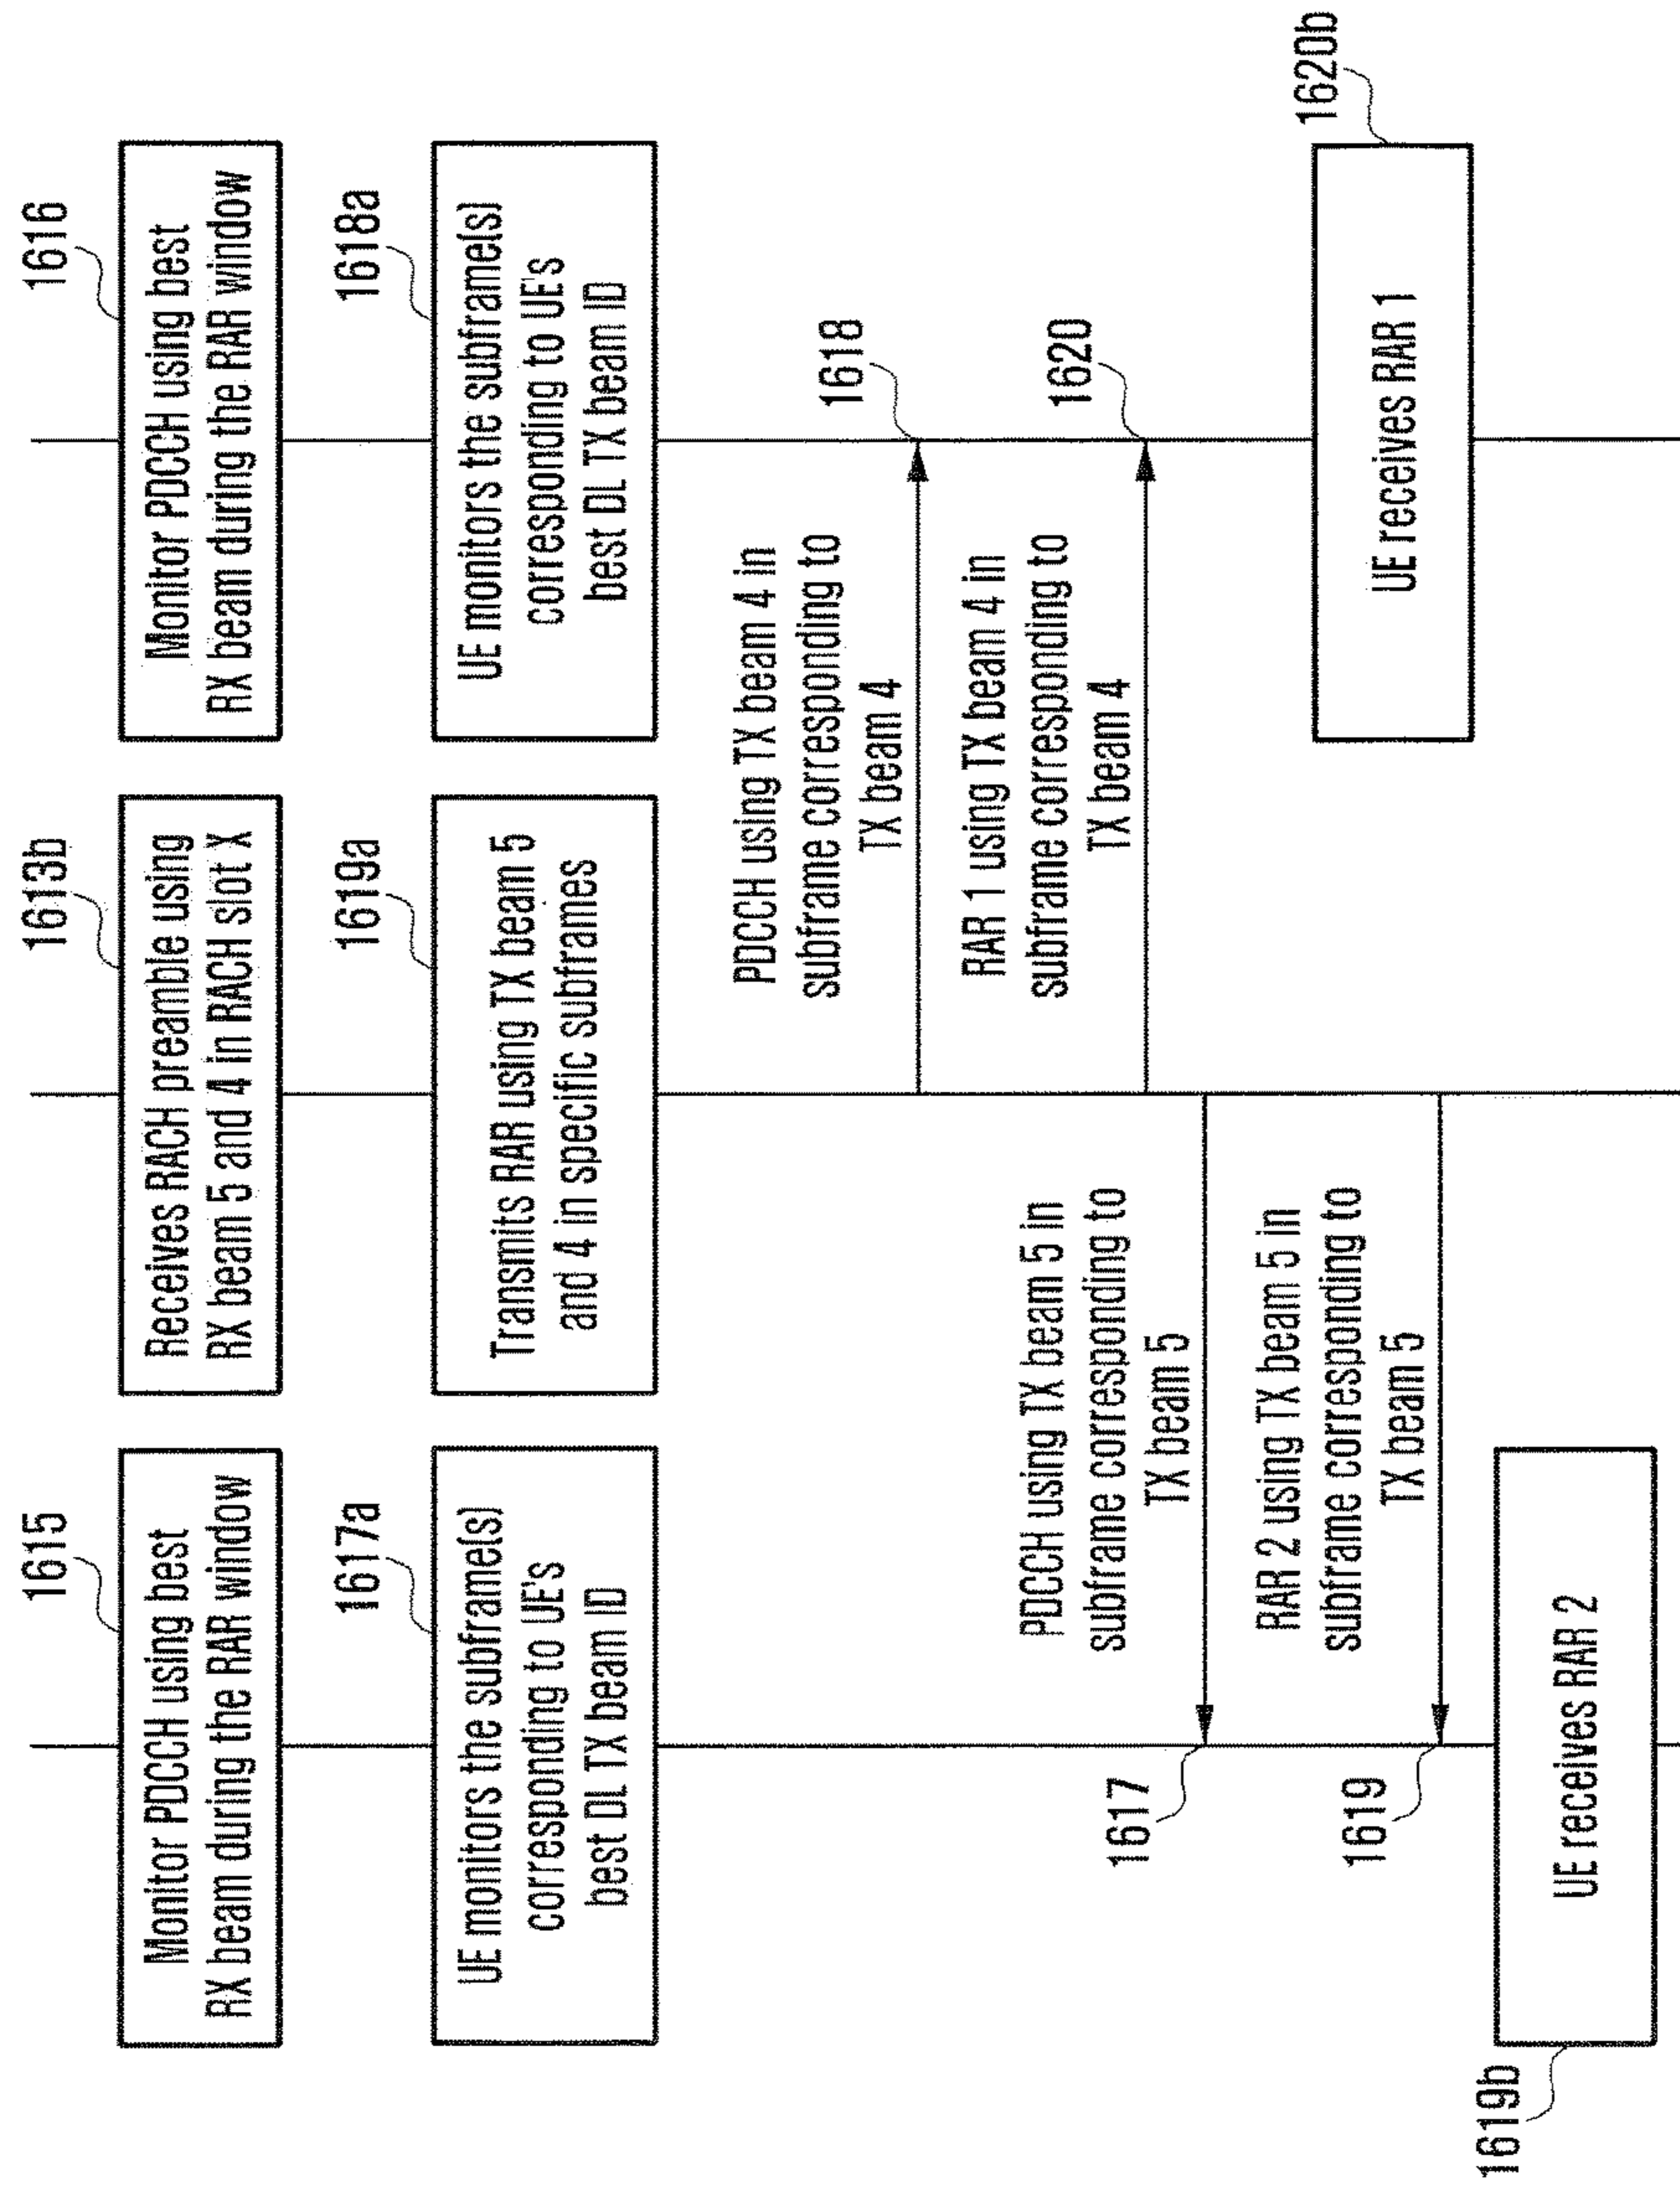 1615
Monitor PDCCH using best
RX beam during the RAR window
1613b
Receives RACH preamble using
RX beam 5 and 4 in RACH slot X
1616
Monitor PDCCH using best
RX beam during the RAR window
1617a
UE monitors the subframe(s)
corresponding to UE's
best DL TX beam ID
1619a
Transmits RAR using TX beam 5
and 4 in specific subframes
1618a
UE monitors the subframe(s)
corresponding to UE's
best DL TX beam ID
PDCCH using TX beam 4 in
subframe corresponding to
TX beam 4
1618
RAR 1 using TX beam 4 in
subframe corresponding to
TX beam 4
1620
PDCCH using TX beam 5 in
subframe corresponding to
TX beam 5
1617
RAR 2 using TX beam 5 in
subframe corresponding to
TX beam 5
1619
1620b
UE receives RAR 1
1619b
UE receives RAR 2